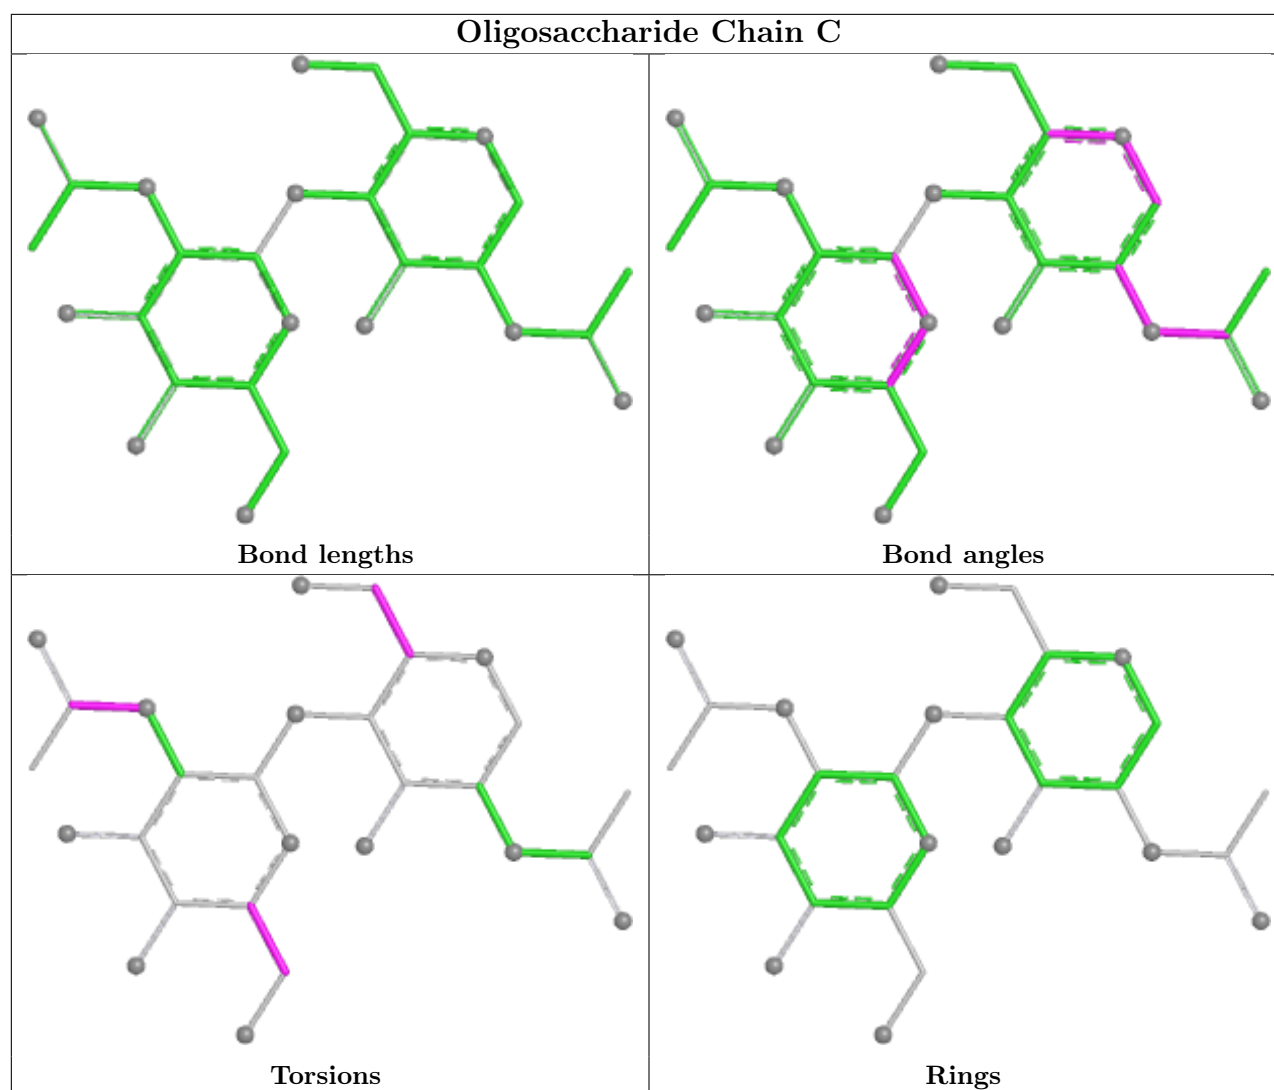 Oligosaccharide Chain C
Bond lengths
Bond angles
Torsions
Rings